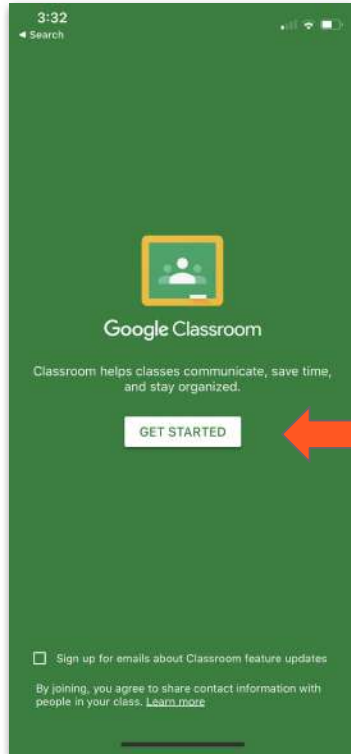 3:32
◄ Search
Google Classroom
Classroom helps classes communicate, save time,
and stay organized.
GET STARTED
Sign up for emails about Classroom feature updates
By joining, you agree to share contact information with
people in your class. Learn more